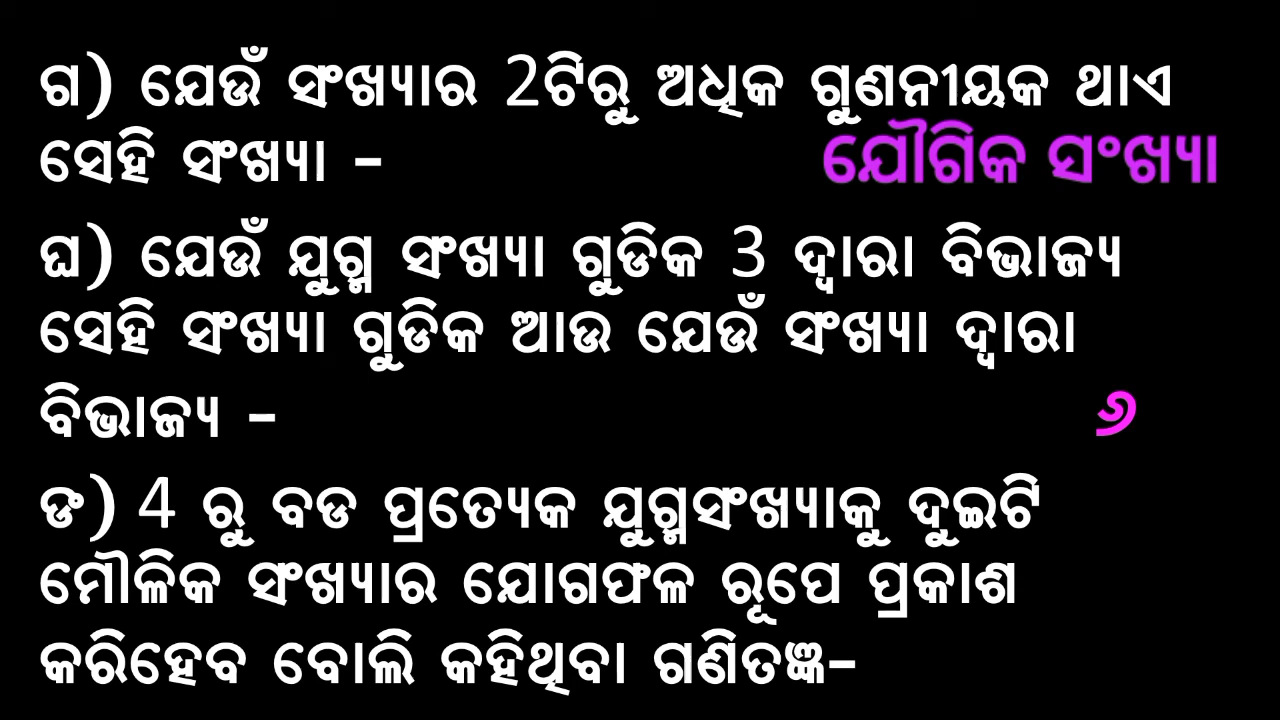 ଗ) ଯେଉଁ ସଂଖ୍ୟାର 2ଟିରୁ ଅଧିକ ଗୁଣନୀୟକ ଥାଏ
ସେହି ସଂଖ୍ୟା – ଯୌଗିକ ସଂଖ୍ୟା
ଘ) ଯେଉଁ ଯୁଗ୍ମ ସଂଖ୍ୟା ଗୁଡିକ 3 ଦ୍ୱାରା ବିଭାଜ୍ୟ
ସେହି ସଂଖ୍ୟା ଗୁଡିକ ଆଉ ଯେଉଁ ସଂଖ୍ୟା ଦ୍ୱାରା
ବିଭାଜ୍ୟ – ୬
ଙ) 4 ରୁ ବଡ ପ୍ରତ୍ୟେକ ଯୁଗ୍ମସଂଖ୍ୟାକୁ ଦୁଇଟି
ମୌଳିକ ସଂଖ୍ୟାର ଯୋଗଫଳ ରୂପେ ପ୍ରକାଶ
କରିହେବ ବୋଲି କହିଥିବା ଗଣିତଜ୍ଞ–